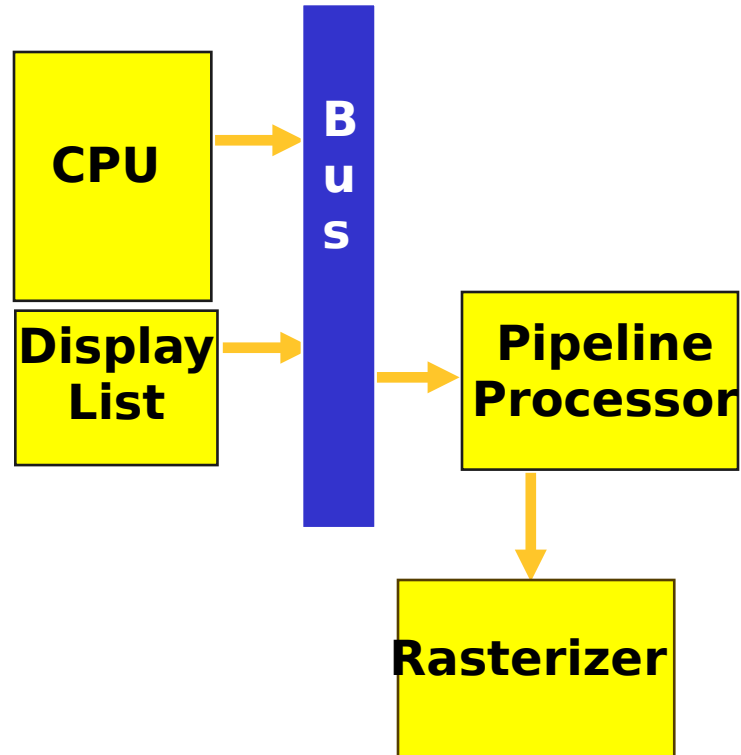 CPU
B
u
s
Display
List
Pipeline
Processor
Rasterizer